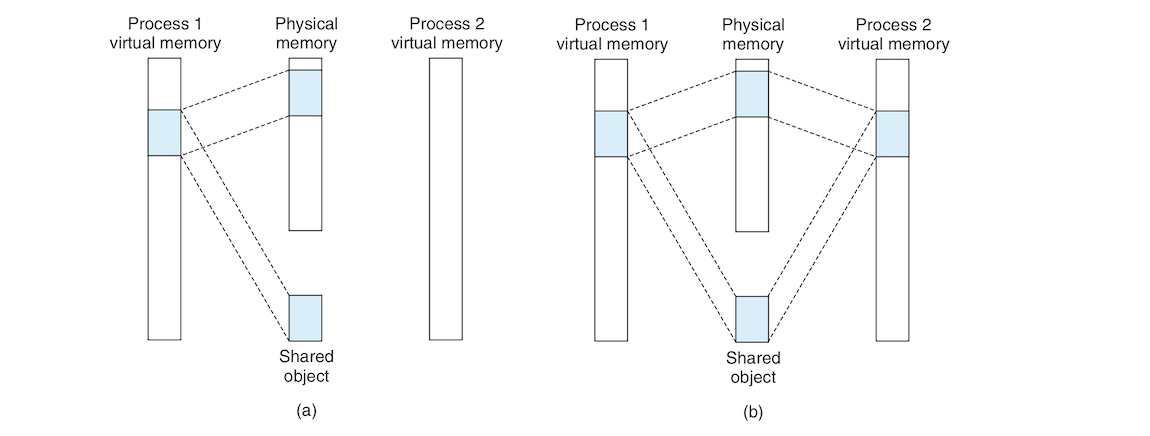 Process 1
virtual memory
Physical
memory
Process 2
virtual memory
Process 1
virtual memory
Physical
memory
Process 2
virtual memory
Shared
object
(a)
Shared
object
(b)